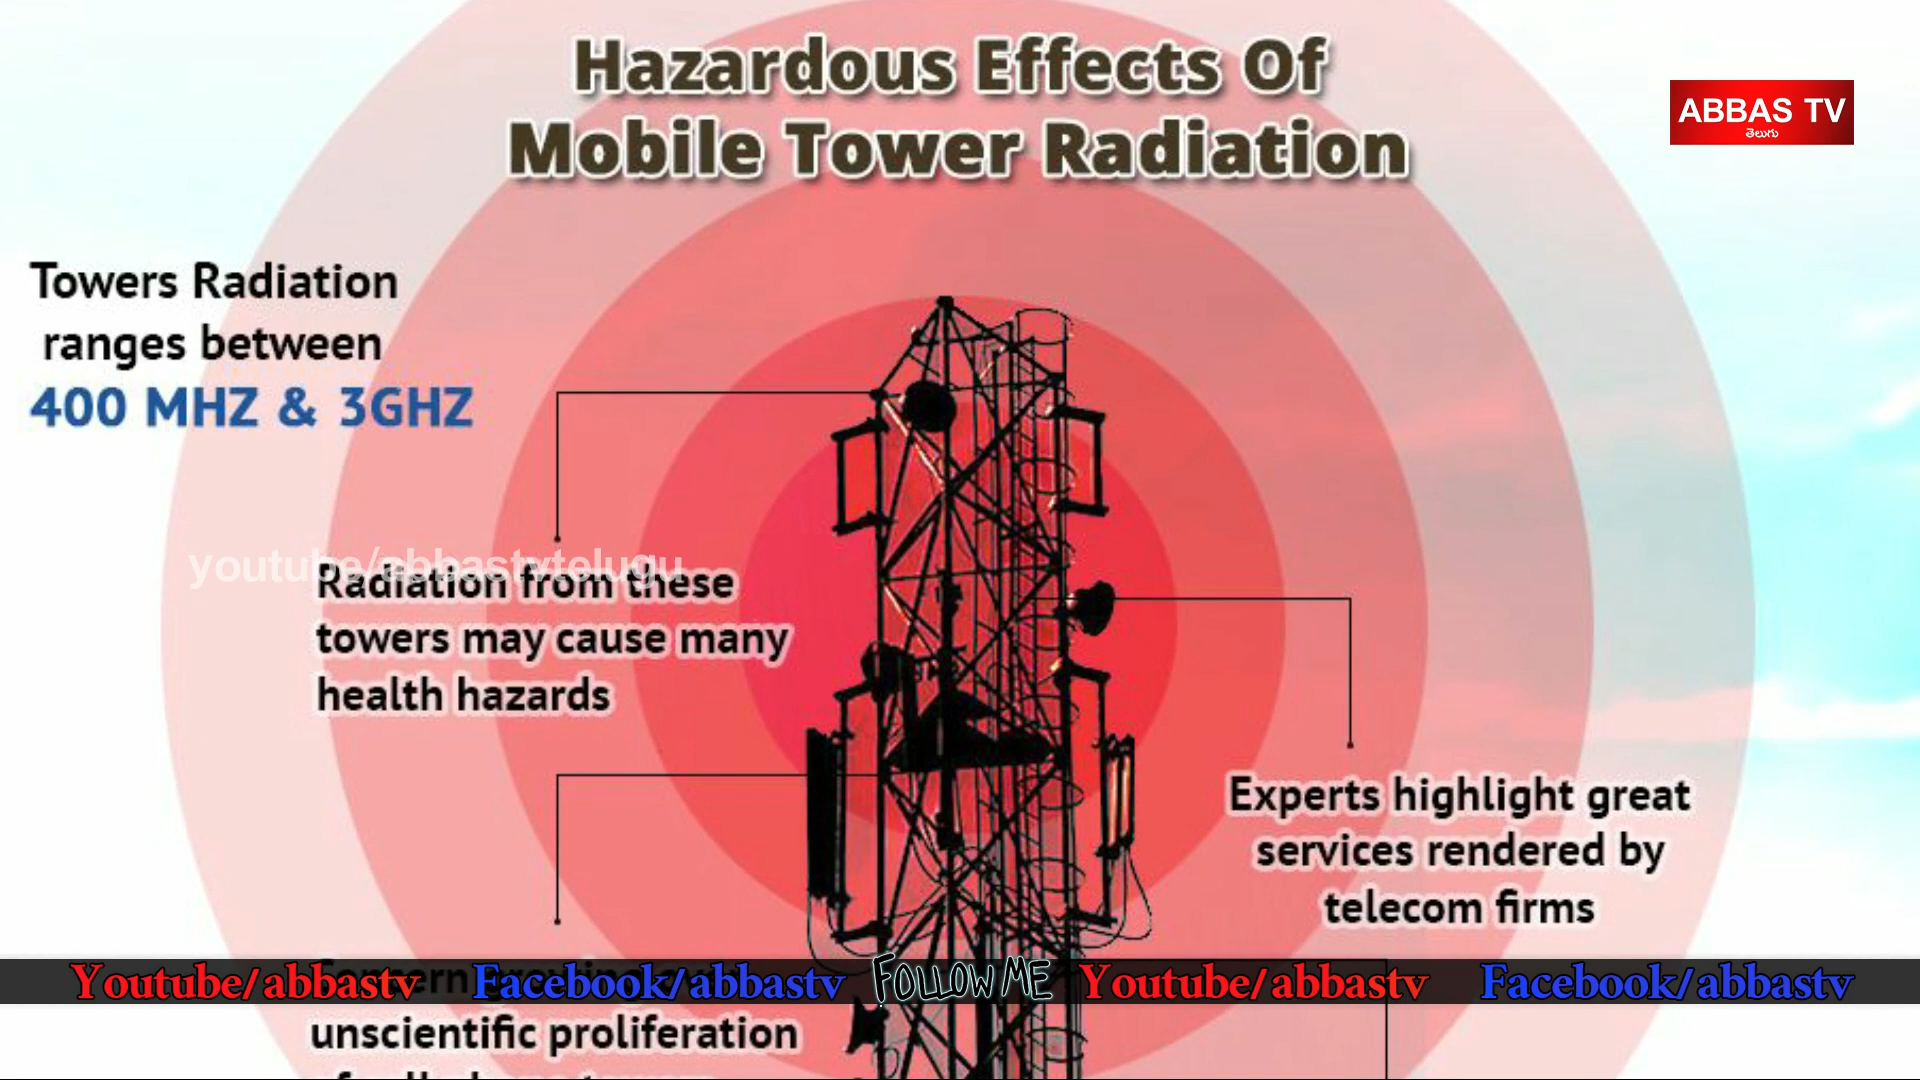 Hazardous Effects Of
Mobile Tower Radiation
ABBAS TV
తెలుగు
Towers Radiation
ranges between
400 MHZ & 3GHZ
youtube/abbastvtelugu
Radiation from these
towers may cause many
health hazards
Experts highlight great
services rendered by
telecom firms
Youtube/abbastv Facebook/abbastv FOLLOW ME Youtube/abbastv Facebook/abbastv
unscientific proliferation